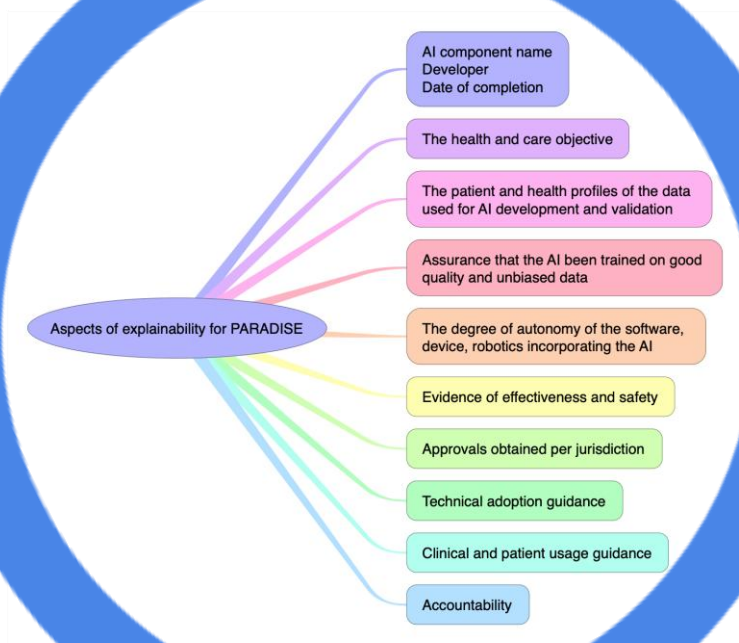 AI component name
Developer
Date of completion
The health and care objective
The patient and health profiles of the data
used for AI development and validation
Assurance that the AI been trained on good
quality and unbiased data
Aspects of explainability for PARADISE
The degree of autonomy of the software,
device, robotics incorporating the AI
Evidence of effectiveness and safety
Approvals obtained per jurisdiction
Technical adoption guidance
Clinical and patient usage guidance
Accountability